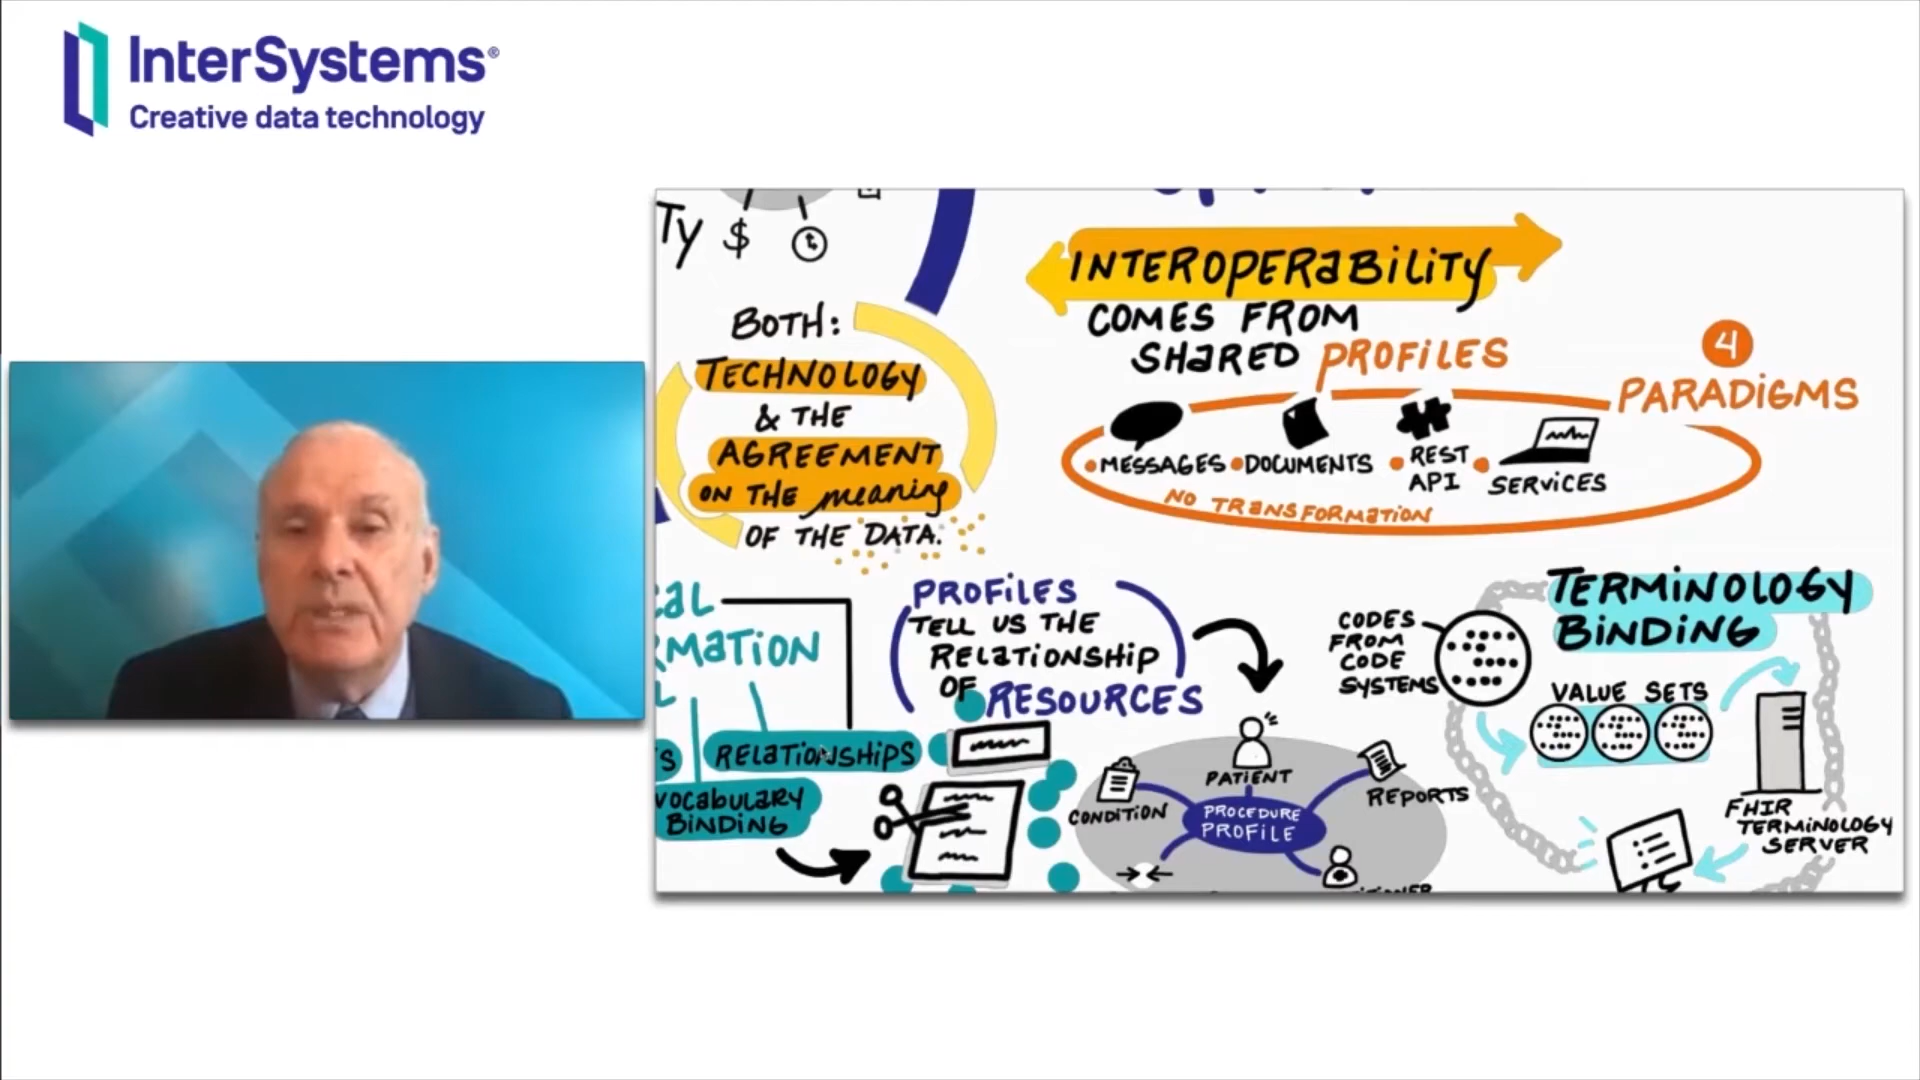 InterSystems®
Creative data technology
Ty $
BOTH:
TECHNOLOGY
& THE
AGREEMENT
ON THE meaning
OF THE DATA.
INTEROPERABILITY
COMES FROM
SHARED PROFILES
4
PARADIGMS
• MESSAGES • DOCUMENTS • REST API • SERVICES
NO TRANSFORMATION
PROFILES
TELL US THE
RELATIONSHIP
OF RESOURCES
RELATIONSHIPS
VOCABULARY
BINDING
PATIENT
CONDITION
REPORTS
PROCEDURE
PROFILE
TERMINOLOGY
BINDING
CODES
FROM
CODE
SYSTEMS
VALUE SETS
FHIR
TERMINOLOGY
SERVER